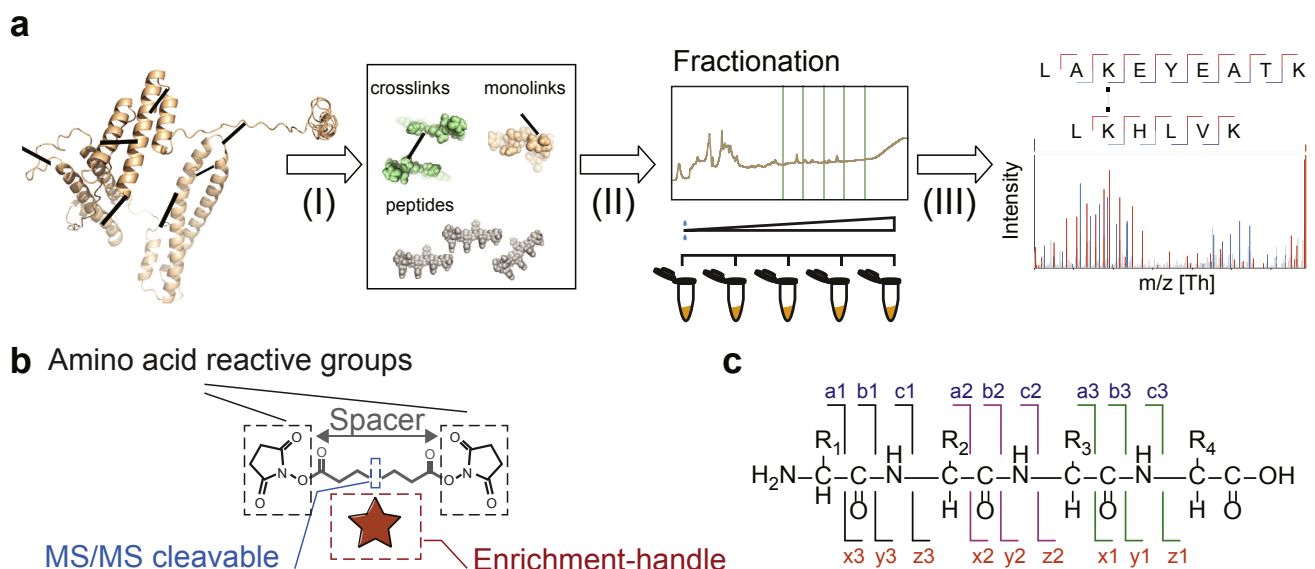 a
crosslinks
monolinks
peptides
(I)
(II)
Fractionation
(III)
L A K E Y E A T K
L K H L V K
Intensity
m/z [Th]
b Amino acid reactive groups
Spacer
O O O O
N N
O O O O
MS/MS cleavable
Enrichment-handle
c
a1 b1 c1 a2 b2 c2 a3 b3 c3
R1 H R2 H R3 H R4
H2N C C N C C N C C N C C OH
H O H O H O H O
x3 y3 z3 x2 y2 z2 x1 y1 z1